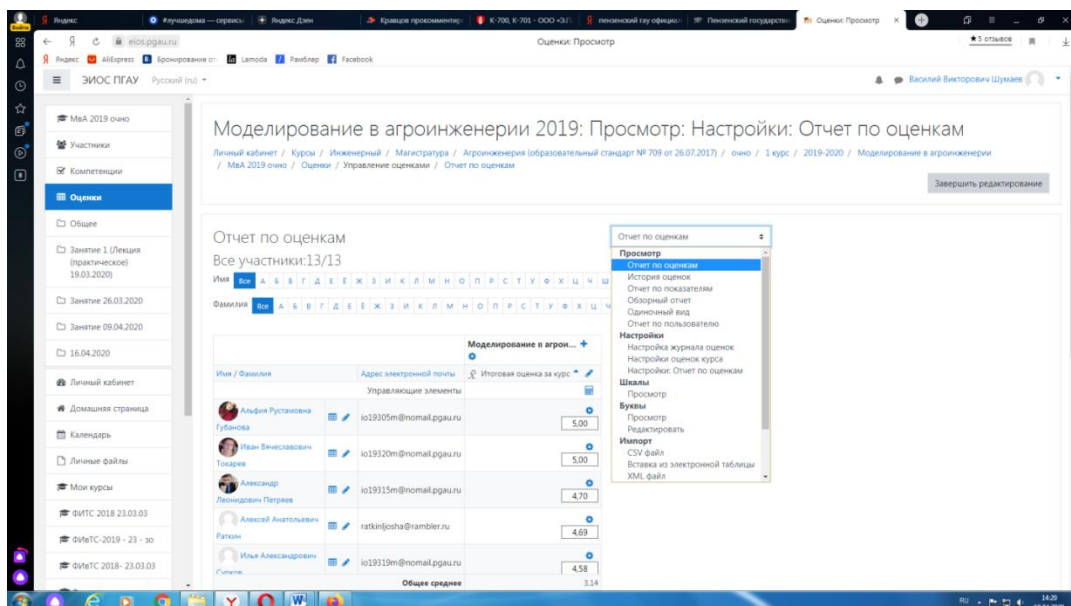 Яндекс
#лучшедома — сервисы
Яндекс.Дзен
Кравцов прокомментир
К-700, К-701 - ООО «З.Г.
пензенский гау официал
Пензенский государстве
Оценки: Просмотр
eios.pgau.ru
Оценки: Просмотр
★ 5 отзывов
Яндекс
AliExpress
Бронирование от
Lamoda
Рамблер
Facebook
ЭИОС ПГАУ
Русский (ru)
Василий Викторович Шумаев
МвА 2019 очно
Участники
Компетенции
Оценки
Общее
Занятие 1 (Лекция
(практическое)
19.03.2020)
Занятие 26.03.2020
Занятие 09.04.2020
16.04.2020
Личный кабинет
Домашняя страница
Календарь
Личные файлы
Мои курсы
ФИТС 2018 23.03.03
ФИвТС-2019 - 23 - зо
ФИвТС 2018- 23.03.03
Моделирование в агроинженерии 2019: Просмотр: Настройки: Отчет по оценкам
Личный кабинет / Курсы / Инженерный / Магистратура / Агроинженерия (образовательный стандарт № 709 от 26.07.2017) / очно / 1 курс / 2019-2020 / Моделирование в агроинженерии
/ МвА 2019 очно / Оценки / Управление оценками / Отчет по оценкам
Завершить редактирование
Отчет по оценкам
Все участники:13/13
Имя Все А Б В Г Д Е Ё Ж З И К Л М Н О П Р С Т У Ф Х Ц Ч Ш
Фамилия Все А Б В Г Д Е Ё Ж З И К Л М Н О П Р С Т У Ф Х Ц Ч
Моделирование в агрои...
Имя / Фамилия
Адрес электронной почты
Итоговая оценка за курс
Управляющие элементы
Альфия Рустамовна
Губанова
io19305m@nomail.pgau.ru
5,00
Иван Вячеславович
Токарев
io19320m@nomail.pgau.ru
5,00
Александр
Леонидович Петряев
io19315m@nomail.pgau.ru
4,70
Алексей Анатольевич
Раткин
ratkinljosha@rambler.ru
4,69
Илья Александрович
io19319m@nomail.pgau.ru
4,58
Общее среднее
3,14
Отчет по оценкам
Просмотр
Отчет по оценкам
История оценок
Отчет по показателям
Обзорный отчет
Одиночный вид
Отчет по пользователю
Настройки
Настройка журнала оценок
Настройки оценок курса
Настройки: Отчет по оценкам
Шкалы
Просмотр
Буквы
Просмотр
Редактировать
Импорт
CSV файл
Вставка из электронной таблицы
XML файл
RU
14:29